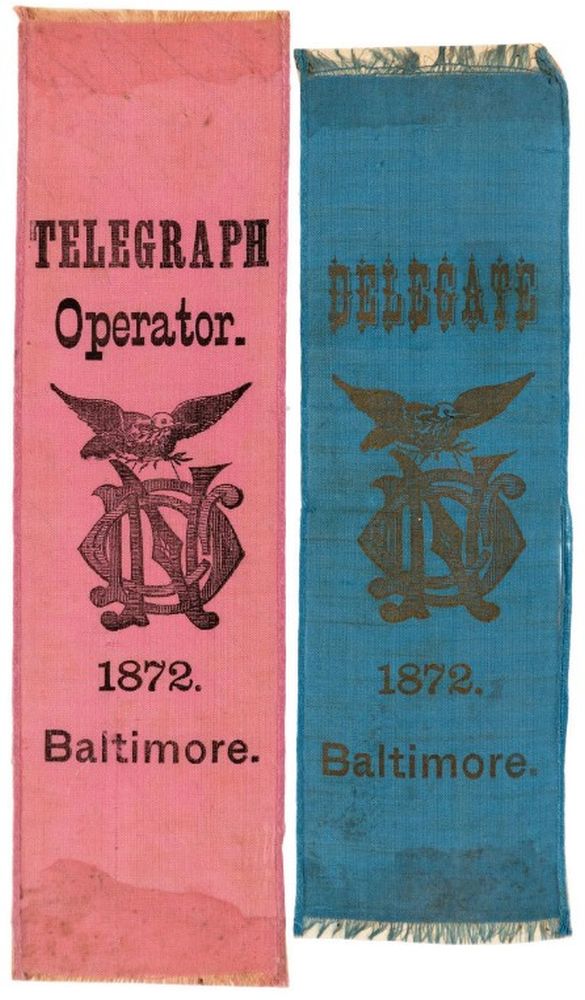 TELEGRAPH
Operator.
1872.
Baltimore.
DELEGATE
1872.
Baltimore.